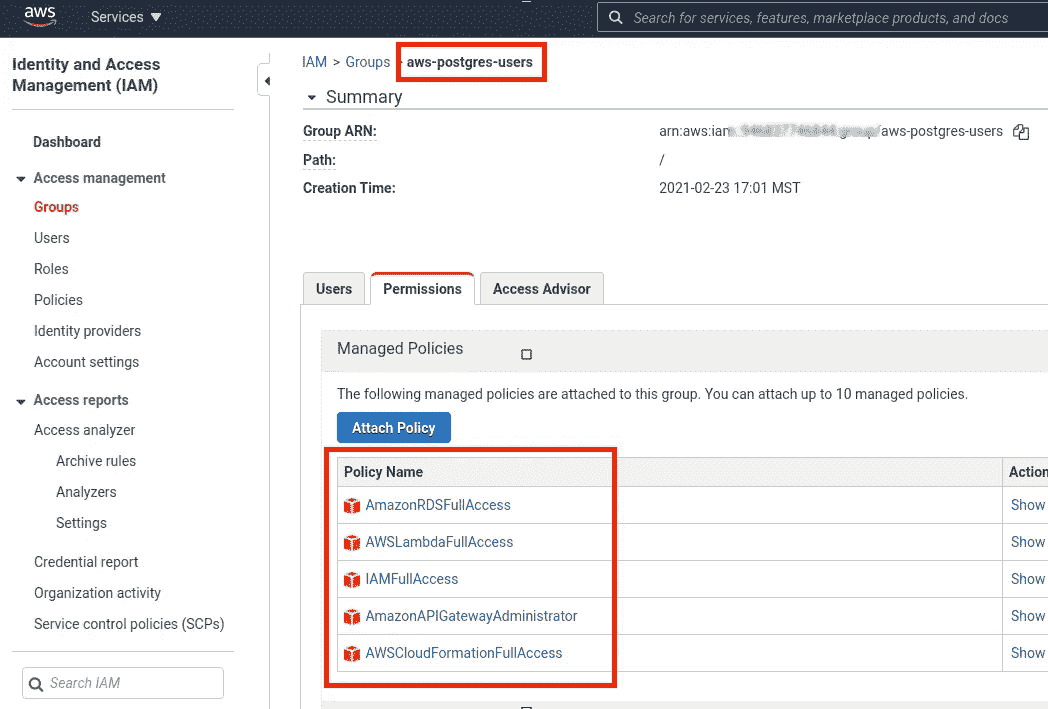 aws
Services ▼
Search for services, features, marketplace products, and docs
Identity and Access
Management (IAM)
Dashboard
Access management
Groups
Users
Roles
Policies
Identity providers
Account settings
Access reports
Access analyzer
Archive rules
Analyzers
Settings
Credential report
Organization activity
Service control policies (SCPs)
Search IAM
IAM > Groups > aws-postgres-users
Summary
Group ARN: arn:aws:iam group/aws-postgres-users
Path: /
Creation Time: 2021-02-23 17:01 MST
Users
Permissions
Access Advisor
Managed Policies
The following managed policies are attached to this group. You can attach up to 10 managed policies.
Attach Policy
Policy Name Action
AmazonRDSFullAccess Show
AWSLambdaFullAccess Show
IAMFullAccess Show
AmazonAPIGatewayAdministrator Show
AWSCloudFormationFullAccess Show